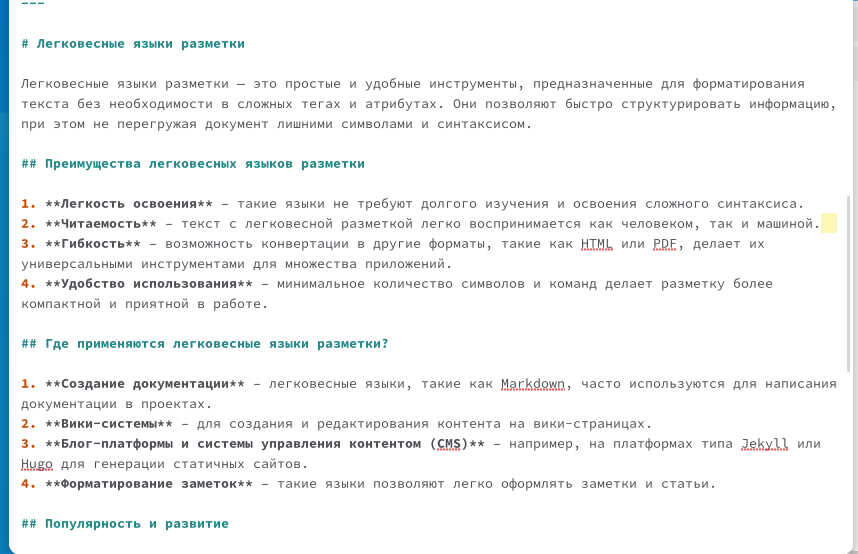 ---
# Легковесные языки разметки
Легковесные языки разметки — это простые и удобные инструменты, предназначенные для форматирования
текста без необходимости в сложных тегах и атрибутах. Они позволяют быстро структурировать информацию,
при этом не перегружая документ лишними символами и синтаксисом.
## Преимущества легковесных языков разметки
1. **Легкость освоения** – такие языки не требуют долгого изучения и освоения сложного синтаксиса.
2. **Читаемость** – текст с легковесной разметкой легко воспринимается как человеком, так и машиной.
3. **Гибкость** – возможность конвертации в другие форматы, такие как HTML или PDF, делает их
универсальными инструментами для множества приложений.
4. **Удобство использования** – минимальное количество символов и команд делает разметку более
компактной и приятной в работе.
## Где применяются легковесные языки разметки?
1. **Создание документации** – легковесные языки, такие как Markdown, часто используются для написания
документации в проектах.
2. **Вики-системы** – для создания и редактирования контента на вики-страницах.
3. **Блог-платформы и системы управления контентом (CMS)** – например, на платформах типа Jekyll или
Hugo для генерации статичных сайтов.
4. **Форматирование заметок** – такие языки позволяют легко оформлять заметки и статьи.
## Популярность и развитие